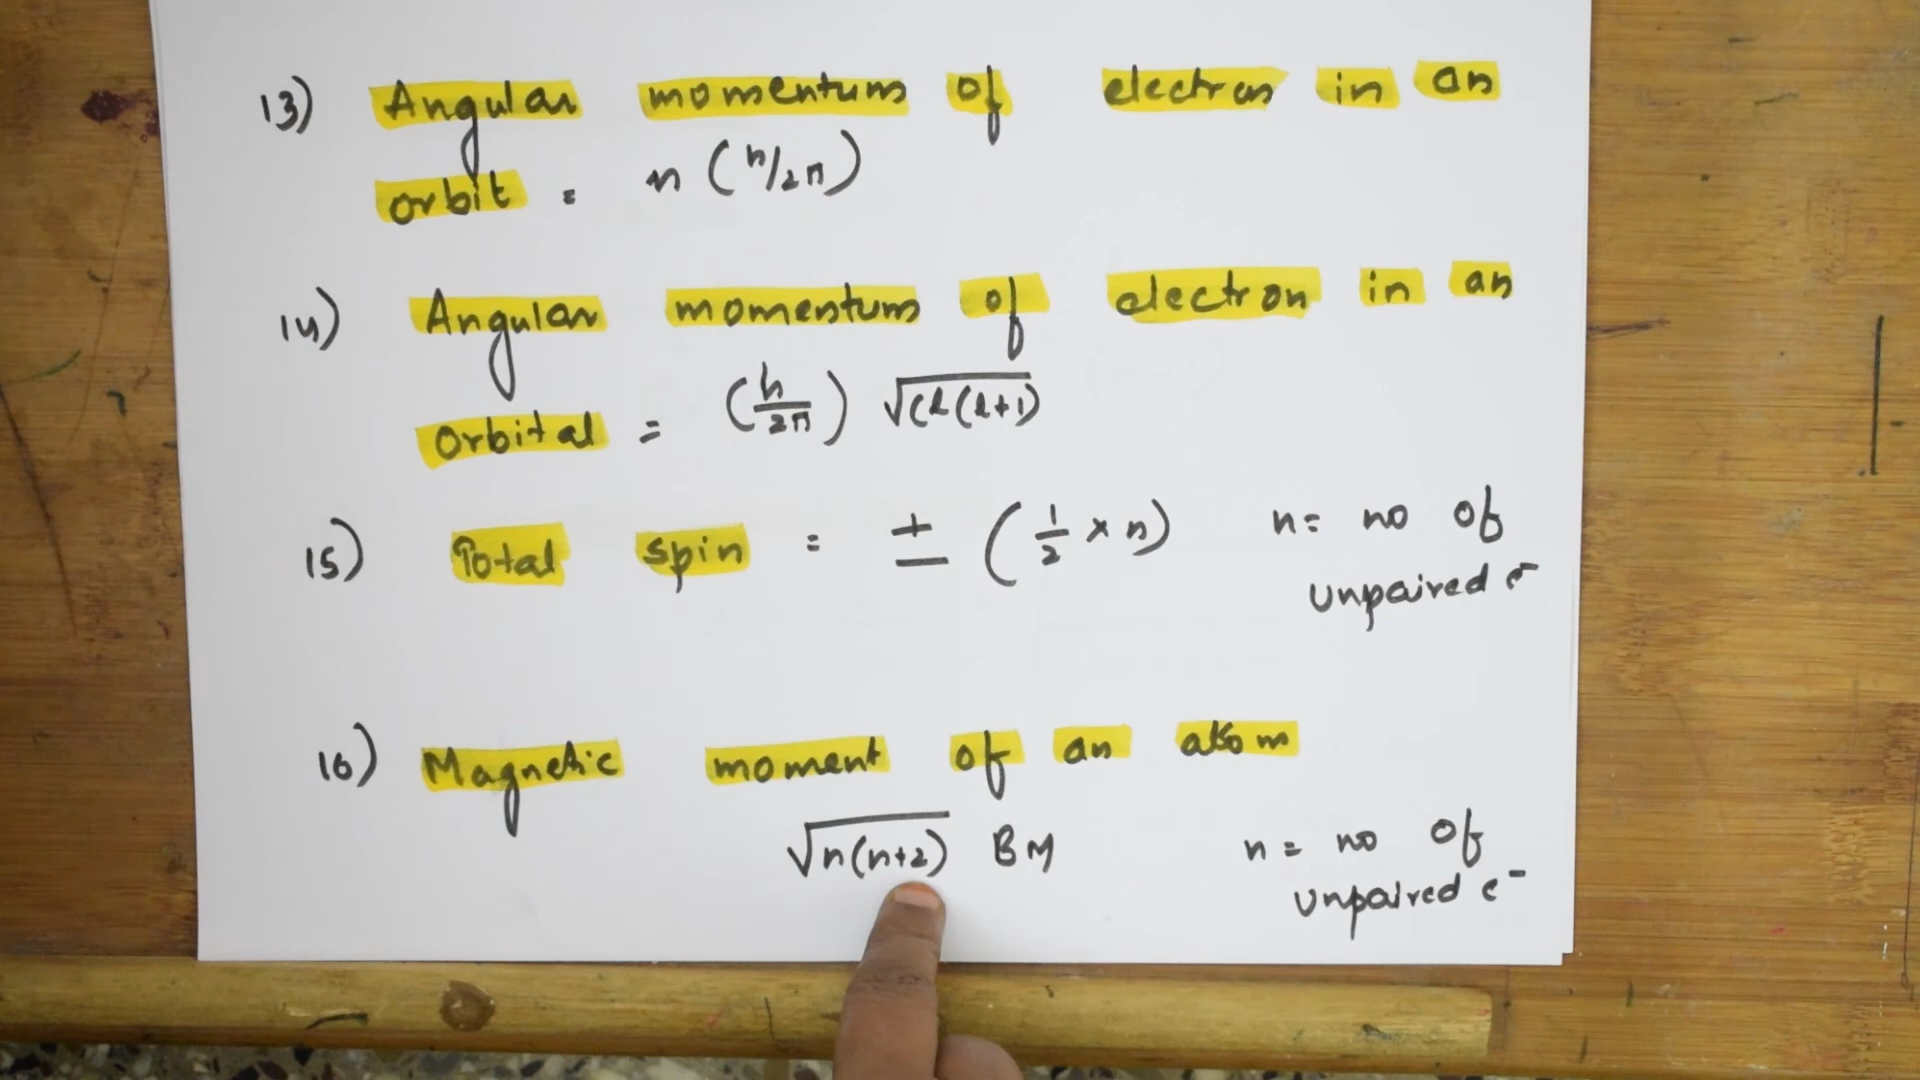 13) Angular momentum of electron in an
orbit = n (h/2π)
14) Angular momentum of electron in an
orbital = (h/2π) √(l(l+1)
15) Total spin = ± (1/2 × n) n= no of
unpaired e-
16) Magnetic moment of an atom
√n(n+2) BM n= no of
unpaired e-